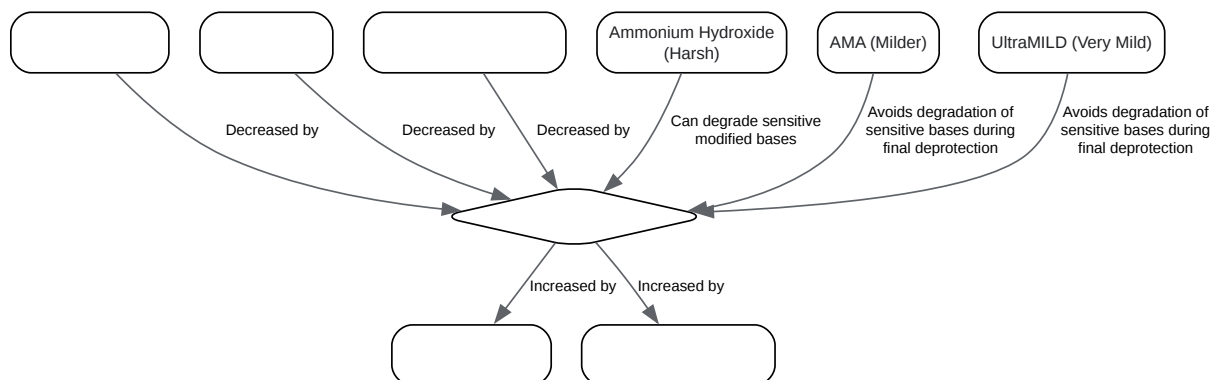 Ammonium Hydroxide
(Harsh)
AMA (Milder)
UltraMILD (Very Mild)
Decreased by
Decreased by
Decreased by
Can degrade sensitive
modified bases
Avoids degradation of
sensitive bases during
final deprotection
Avoids degradation of
sensitive bases during
final deprotection
Increased by
Increased by